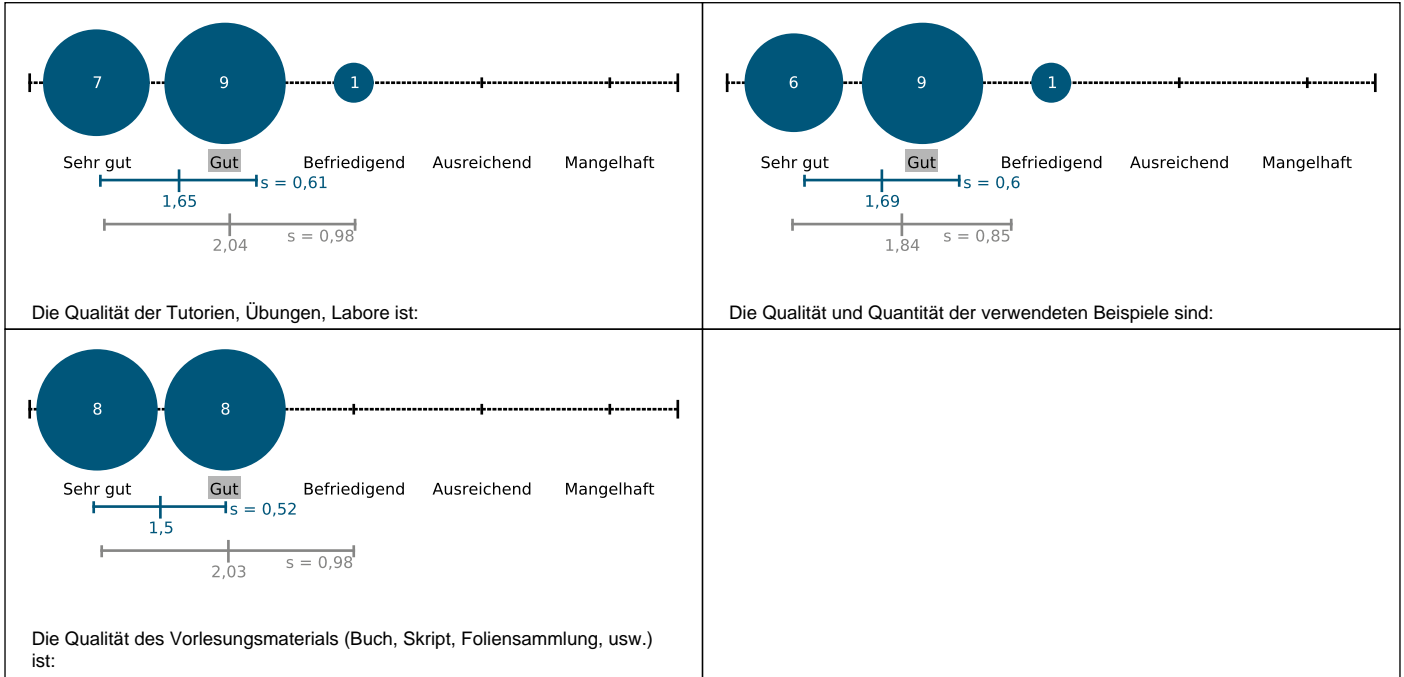 7 9 1
Sehr gut Gut Befriedigend Ausreichend Mangelhaft
s = 0,61
1,65
s = 0,98
2,04
Die Qualität der Tutorien, Übungen, Labore ist:
6 9 1
Sehr gut Gut Befriedigend Ausreichend Mangelhaft
s = 0,6
1,69
s = 0,85
1,84
Die Qualität und Quantität der verwendeten Beispiele sind:
8 8
Sehr gut Gut Befriedigend Ausreichend Mangelhaft
s = 0,52
1,5
s = 0,98
2,03
Die Qualität des Vorlesungsmaterials (Buch, Skript, Foliensammlung, usw.)
ist: